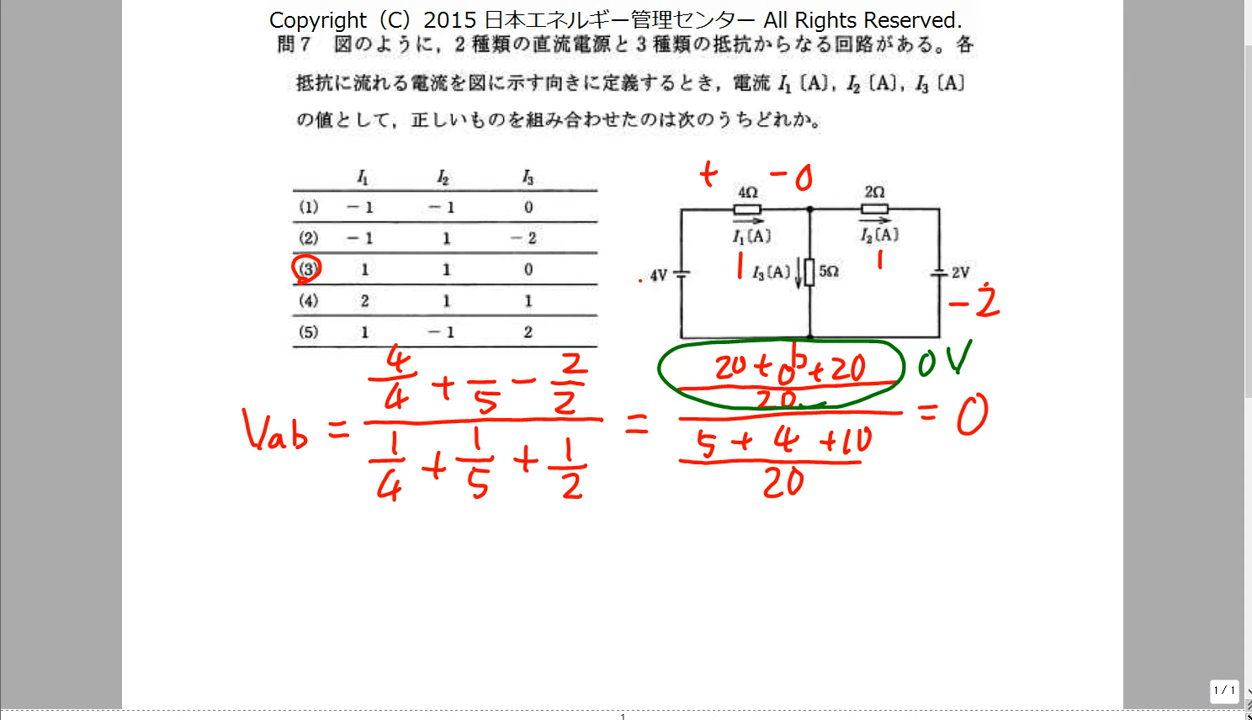 Copyright（C）2015 日本エネルギー管理センター All Rights Reserved.
問7 図のように，2種類の直流電源と3種類の抵抗からなる回路がある。各
抵抗に流れる電流を図に示す向きに定義するとき，電流 I₁〔A〕，I₂〔A〕，I₃〔A〕
の値として，正しいものを組み合わせたのは次のうちどれか。
I₁ I₂ I₃
(1) －1 －1 0
(2) －1 1 －2
(3) 1 1 0
(4) 2 1 1
(5) 1 －1 2
+ - 0
4Ω 2Ω
I₁〔A〕 I₂〔A〕
1 I₃〔A〕 5Ω 1
4V 2V
-2
b
4/4 + /5 - 2/2 20+0+20 0V
20
Vab = = = 0
1/4 + 1/5 + 1/2 5+4+10
20
1 / 1
1